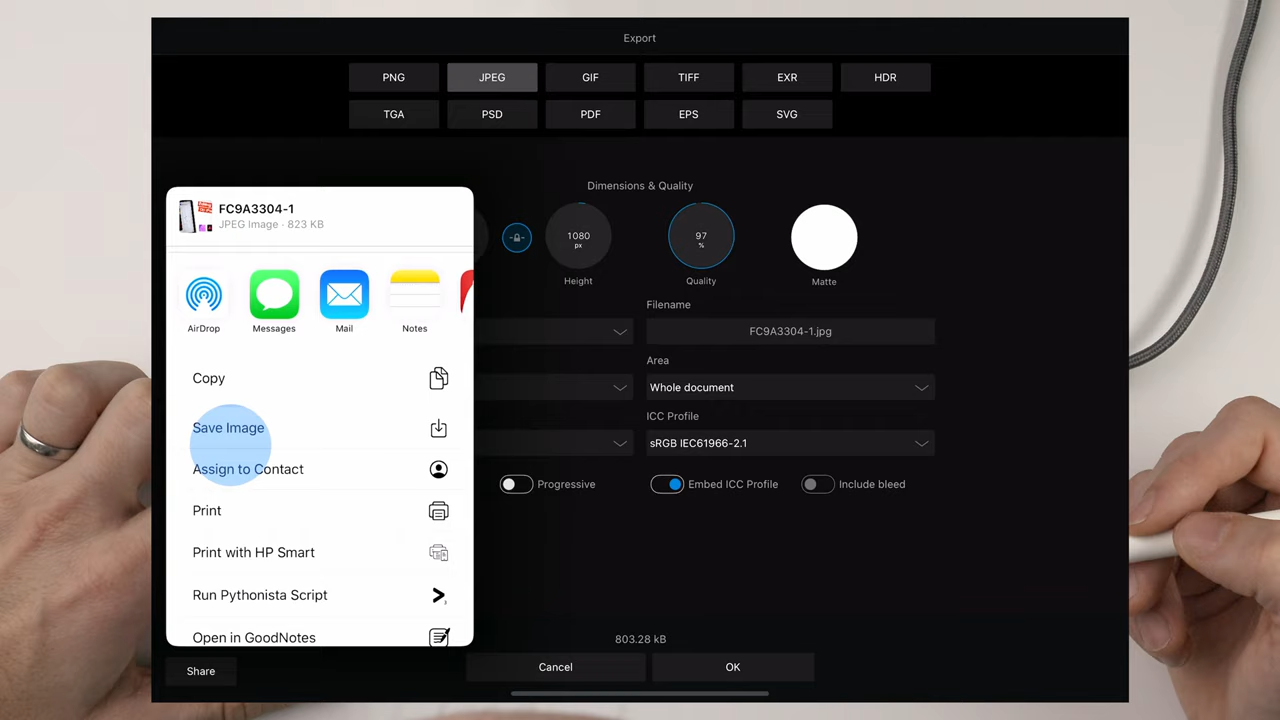 Export
PNG
JPEG
GIF
TIFF
EXR
HDR
TGA
PSD
PDF
EPS
SVG
Dimensions & Quality
FC9A3304-1
JPEG Image · 823 KB
1080
px
97
%
Height
Quality
Matte
AirDrop
Messages
Mail
Notes
Filename
FC9A3304-1.jpg
Area
Whole document
ICC Profile
sRGB IEC61966-2.1
Copy
Save Image
Assign to Contact
Print
Print with HP Smart
Run Pythonista Script
Open in GoodNotes
Progressive
Embed ICC Profile
Include bleed
803.28 kB
Share
Cancel
OK